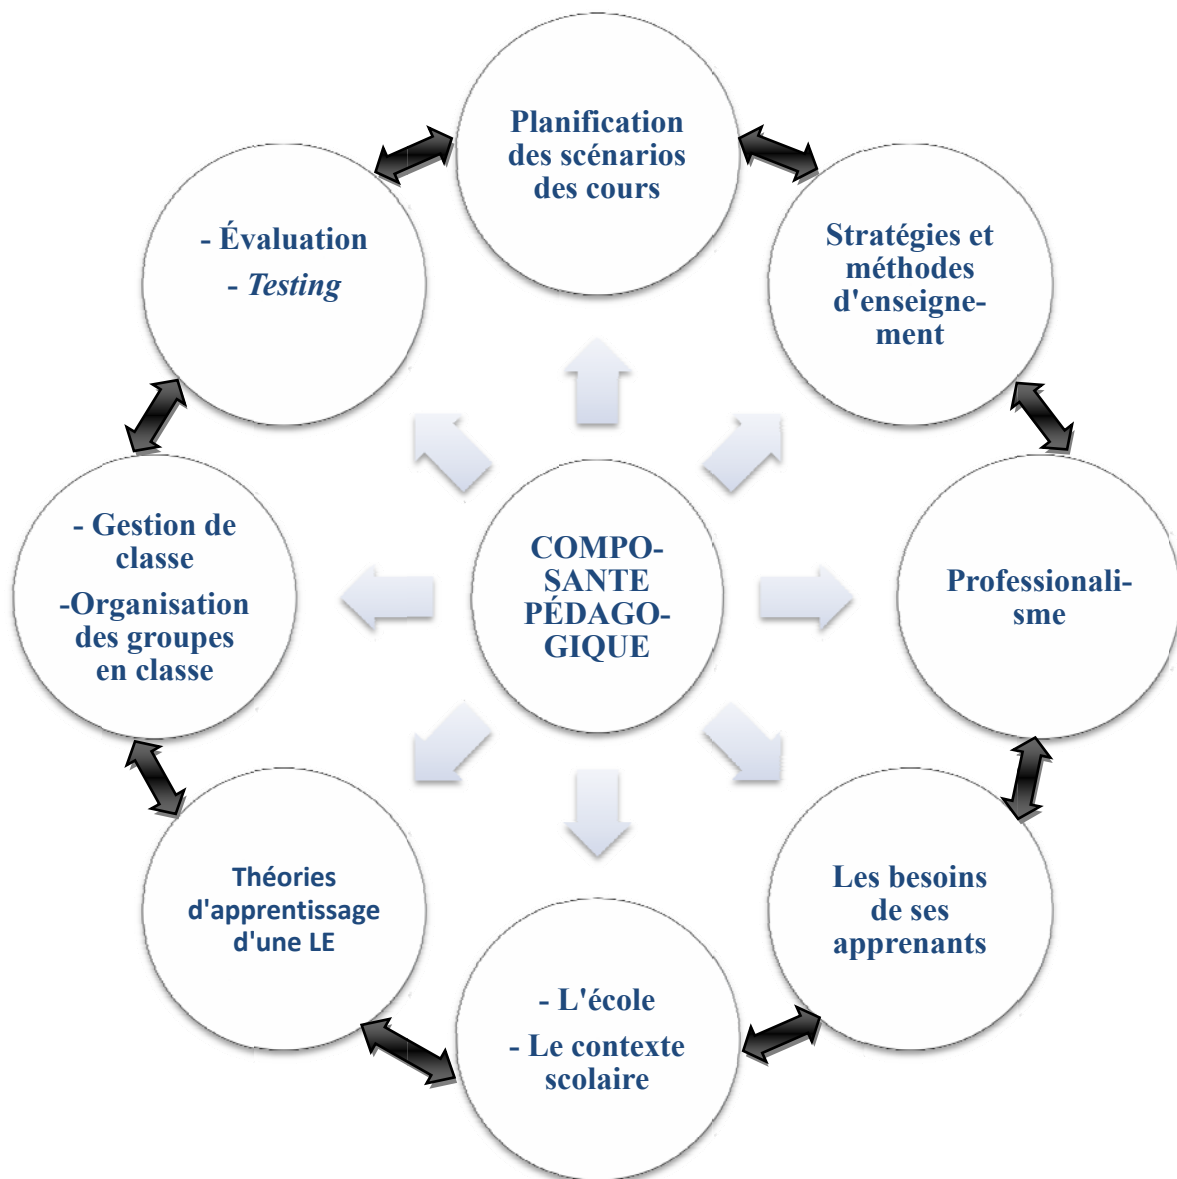 Planification
des scénarios
des cours
Stratégies et
méthodes
d'enseigne-
ment
Professionali-
sme
Les besoins
de ses
apprenants
- L'école
- Le contexte
scolaire
Théories
d'apprentissage
d'une LE
- Gestion de
classe
-Organisation
des groupes
en classe
- Évaluation
- Testing
COMPO-
SANTE
PÉDAGO-
GIQUE